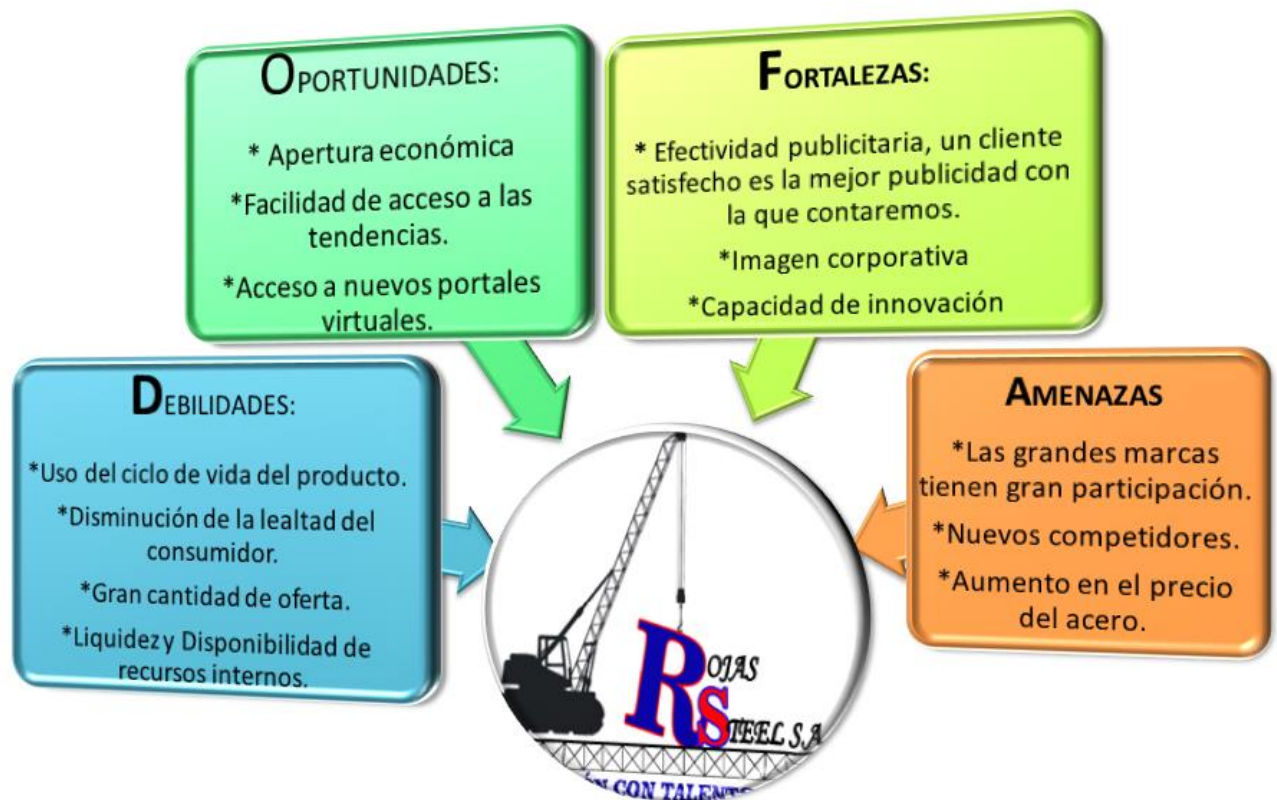 OPORTUNIDADES:
* Apertura económica
*Facilidad de acceso a las
tendencias.
*Acceso a nuevos portales
virtuales.
FORTALEZAS:
* Efectividad publicitaria, un cliente
satisfecho es la mejor publicidad con
la que contaremos.
*Imagen corporativa
*Capacidad de innovación
DEBILIDADES:
*Uso del ciclo de vida del producto.
*Disminución de la lealtad del
consumidor.
*Gran cantidad de oferta.
*Liquidez y Disponibilidad de
recursos internos.
AMENAZAS
*Las grandes marcas
tienen gran participación.
*Nuevos competidores.
*Aumento en el precio
del acero.
ROJAS
STEEL S.A
CON TALENTO